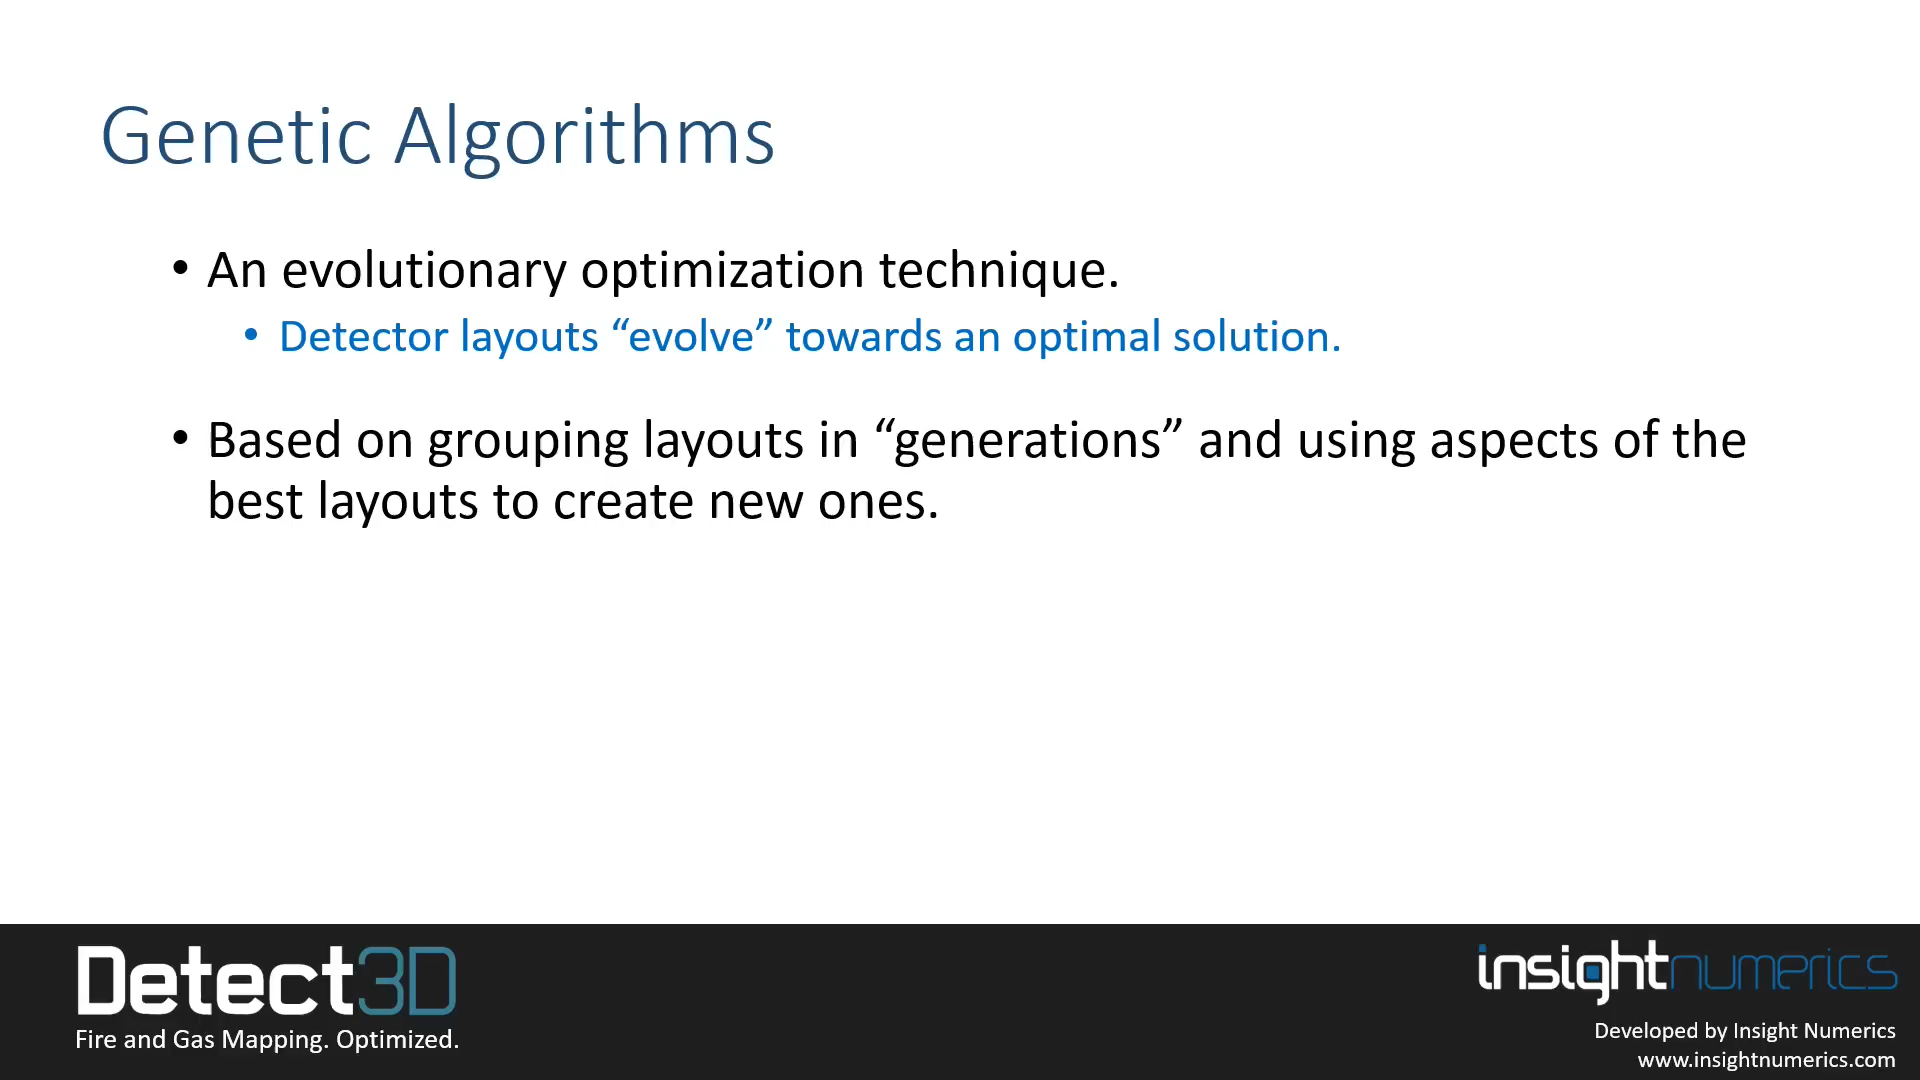 Genetic Algorithms
• An evolutionary optimization technique.
• Detector layouts “evolve” towards an optimal solution.
• Based on grouping layouts in “generations” and using aspects of the
best layouts to create new ones.
Detect3D
Fire and Gas Mapping. Optimized.
insightnumerics
Developed by Insight Numerics
www.insightnumerics.com